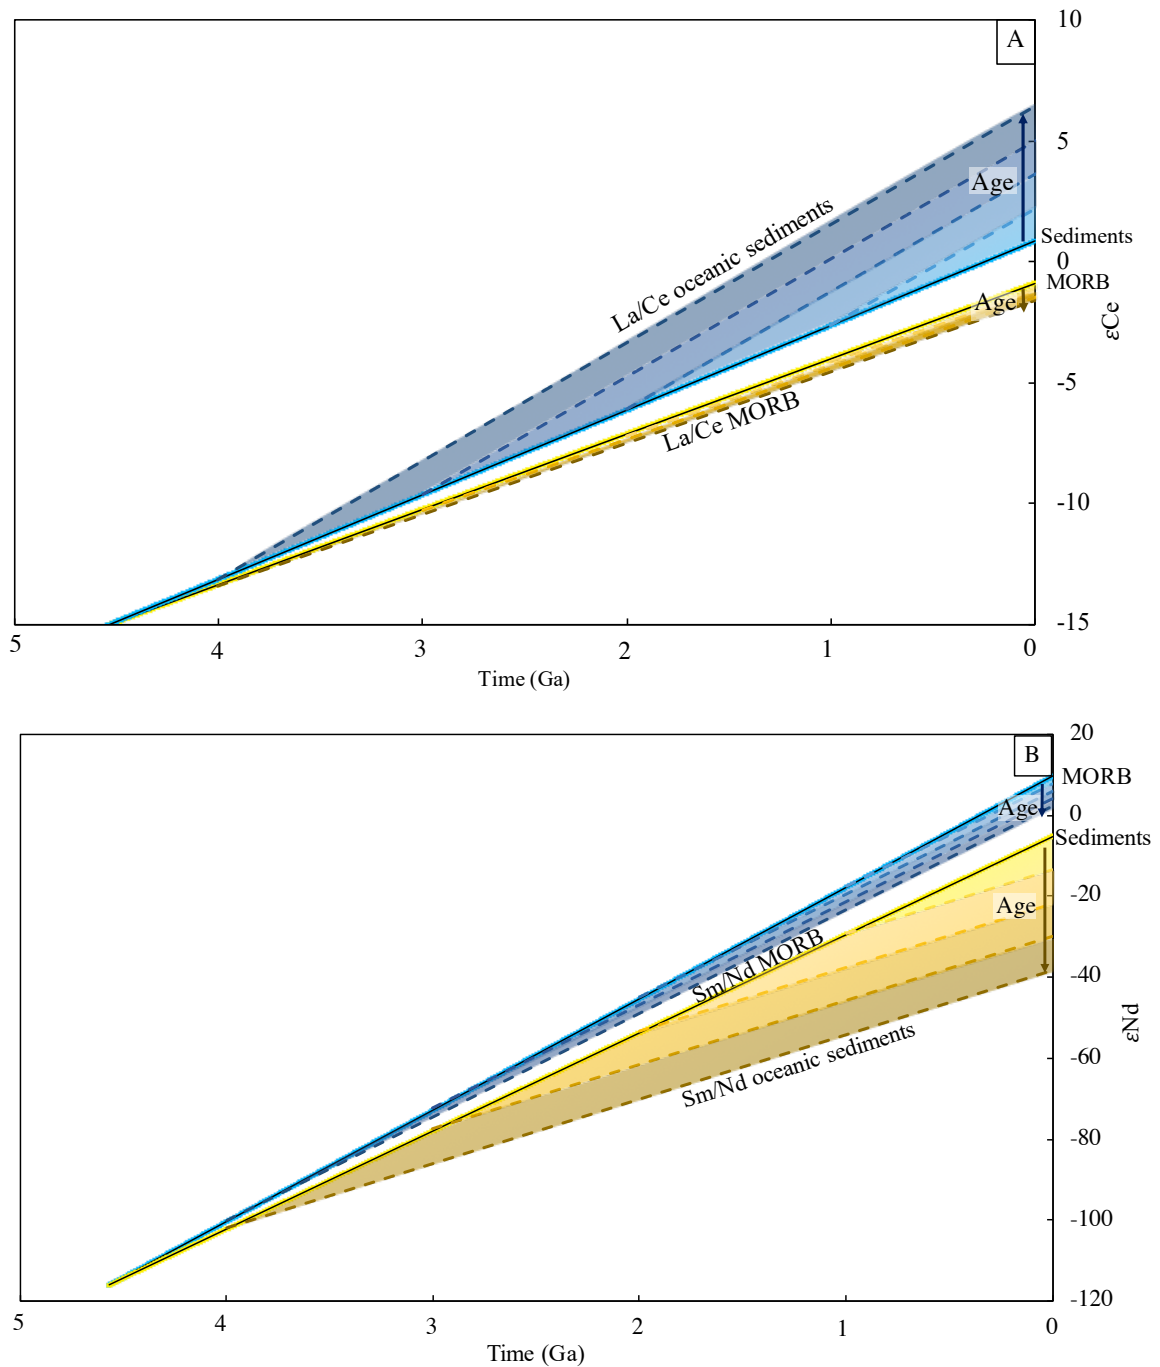 10
A
5
Age
La/Ce oceanic sediments
Sediments
0
MORB
Age
εCe
-5
La/Ce MORB
-10
-15
5
4
3
2
1
0
Time (Ga)
20
B
MORB
Age
0
Sediments
-20
Age
Sm/Nd MORB
-40
εNd
Sm/Nd oceanic sediments
-60
-80
-100
-120
5
4
3
2
1
0
Time (Ga)